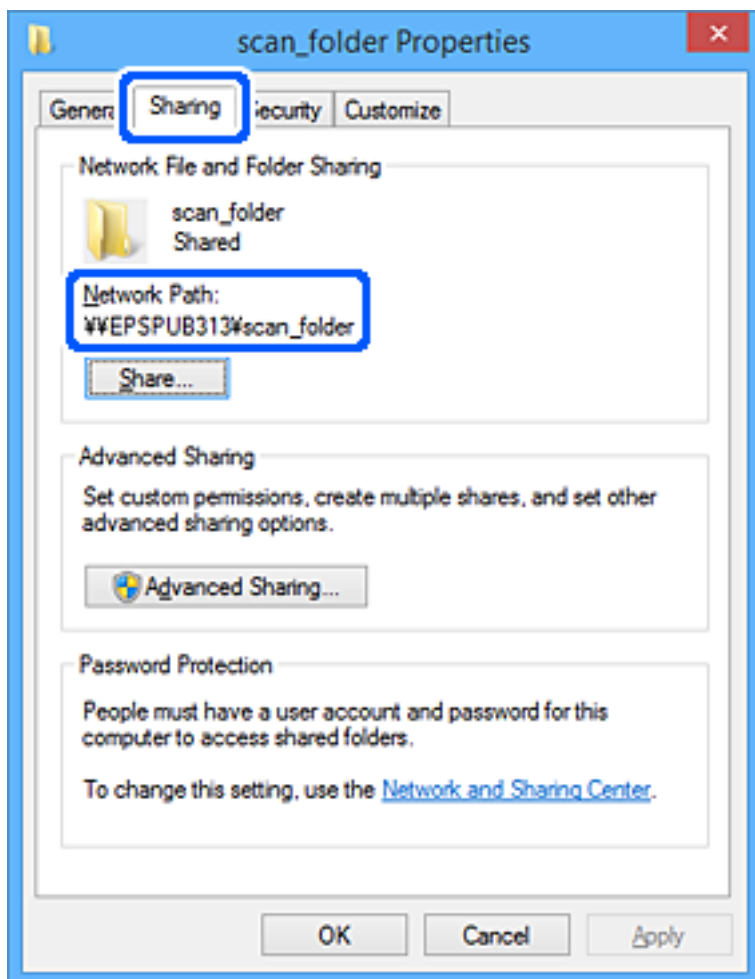 scan_folder Properties
Sharing
Customize
Network File and Folder Sharing
scan_folder
Shared
Network Path:
¥¥EPSPUB313¥scan_folder
Share...
Advanced Sharing
Set custom permissions, create multiple shares, and set other
advanced sharing options.
Advanced Sharing...
Password Protection
People must have a user account and password for this
computer to access shared folders.
To change this setting, use the Network and Sharing Center.
OK Cancel Apply